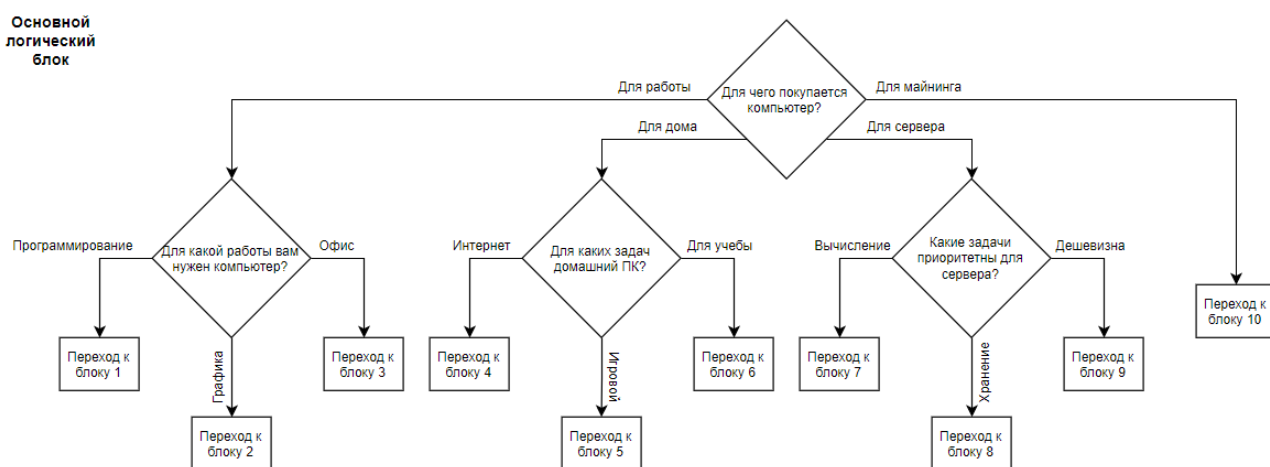 Основной
логический
блок
Для чего покупается
компьютер?
Для работы
Для майнинга
Для дома
Для сервера
Для какой работы вам
нужен компьютер?
Программирование
Офис
Графика
Для каких задач
домашний ПК?
Интернет
Для учебы
Игровой
Какие задачи
приоритетны для
сервера?
Вычисление
Дешевизна
Хранение
Переход к
блоку 1
Переход к
блоку 2
Переход к
блоку 3
Переход к
блоку 4
Переход к
блоку 5
Переход к
блоку 6
Переход к
блоку 7
Переход к
блоку 8
Переход к
блоку 9
Переход к
блоку 10